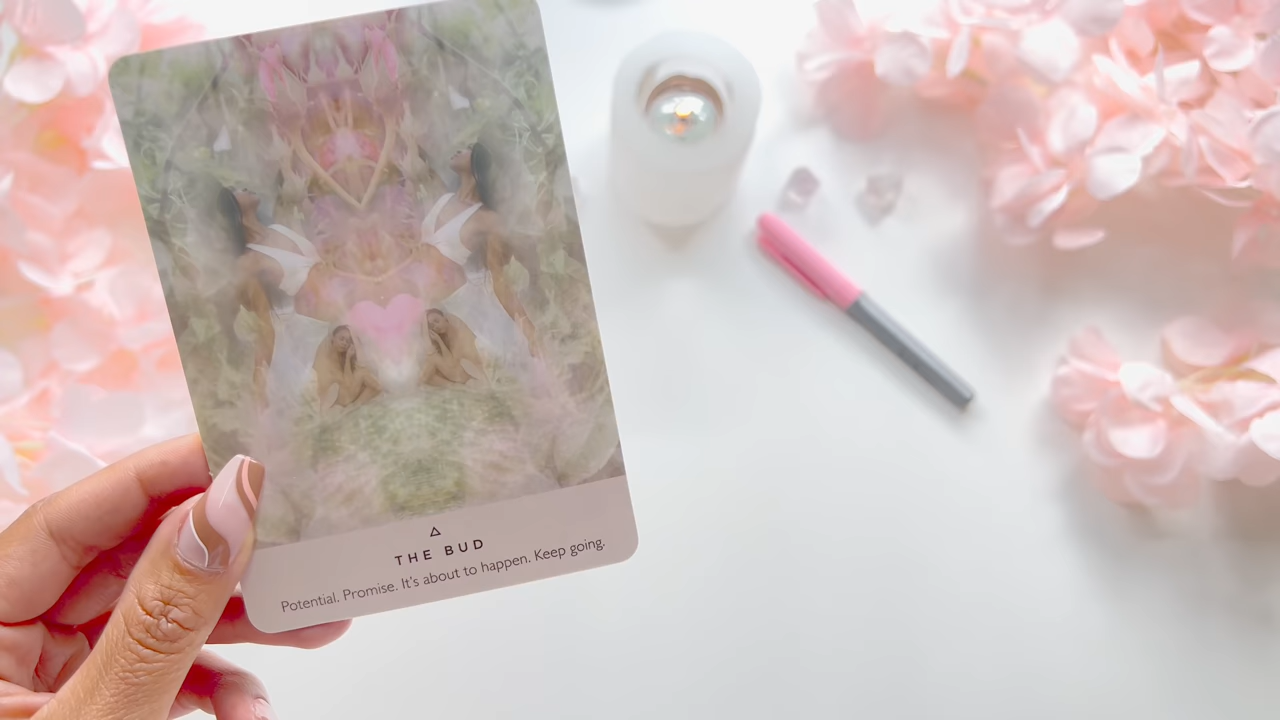 THE BUD
Potential. Promise. It's about to happen. Keep going.